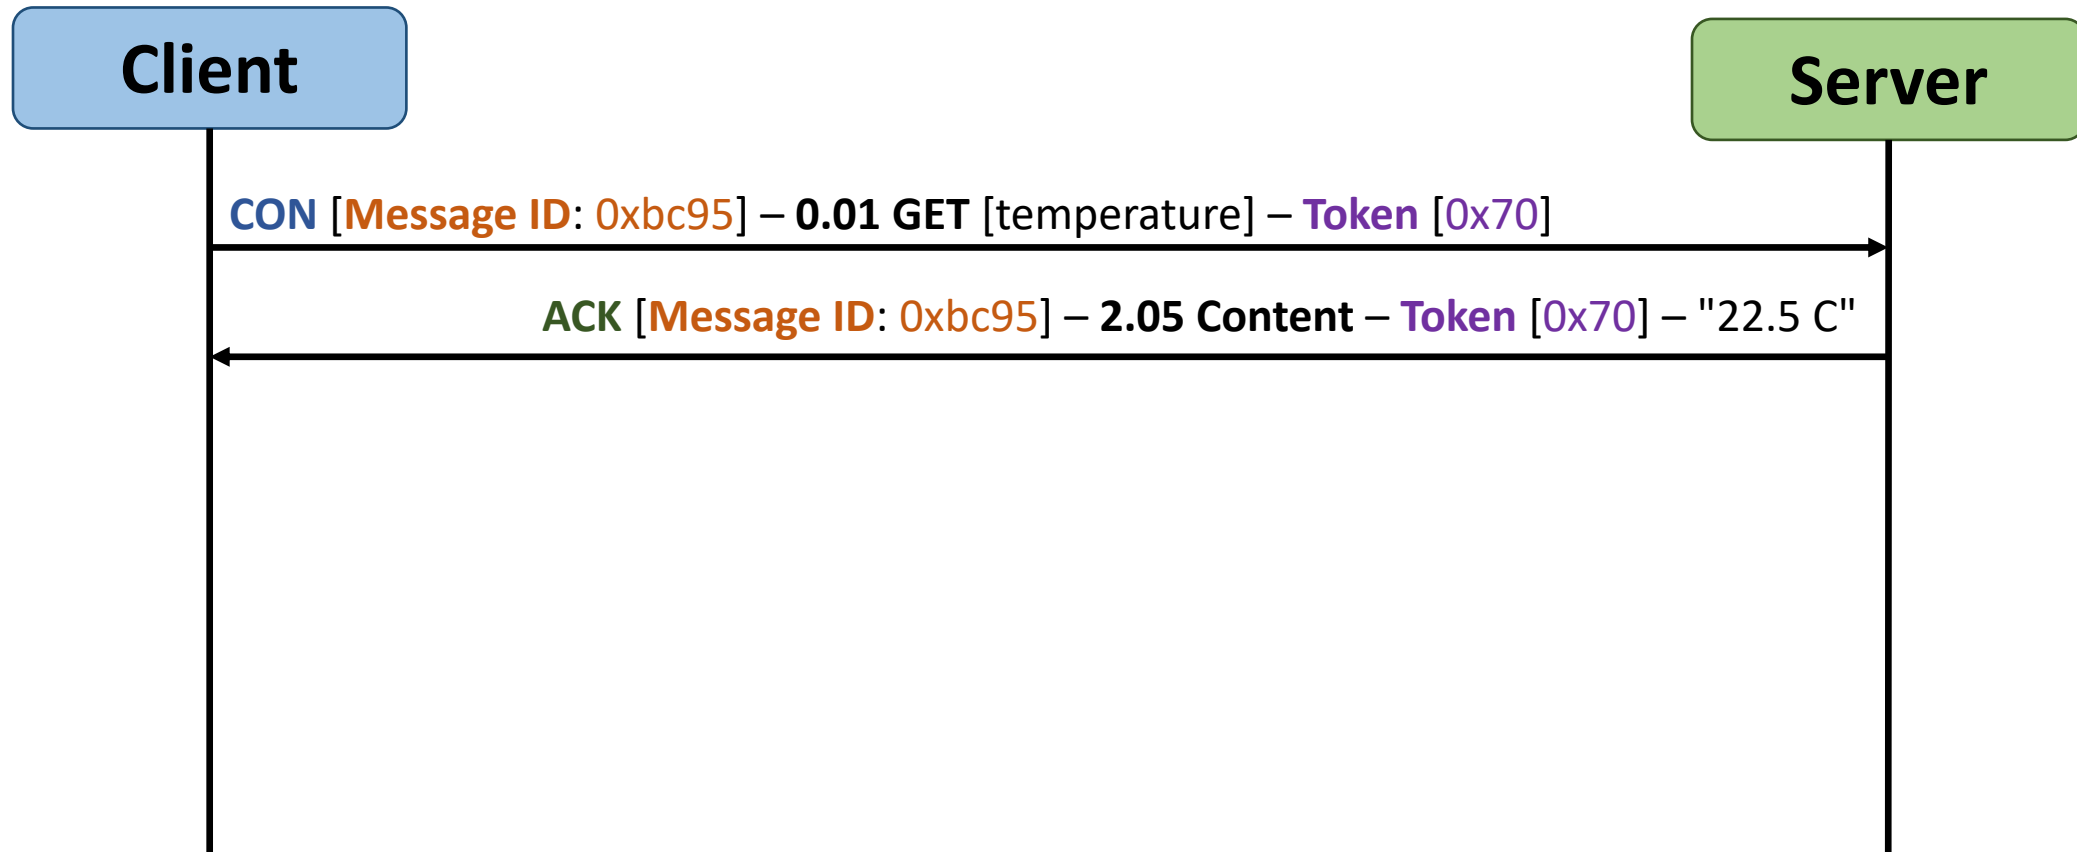 Client
Server
CON [Message ID: 0xbc95] – 0.01 GET [temperature] – Token [0x70]
ACK [Message ID: 0xbc95] – 2.05 Content – Token [0x70] – "22.5 C"